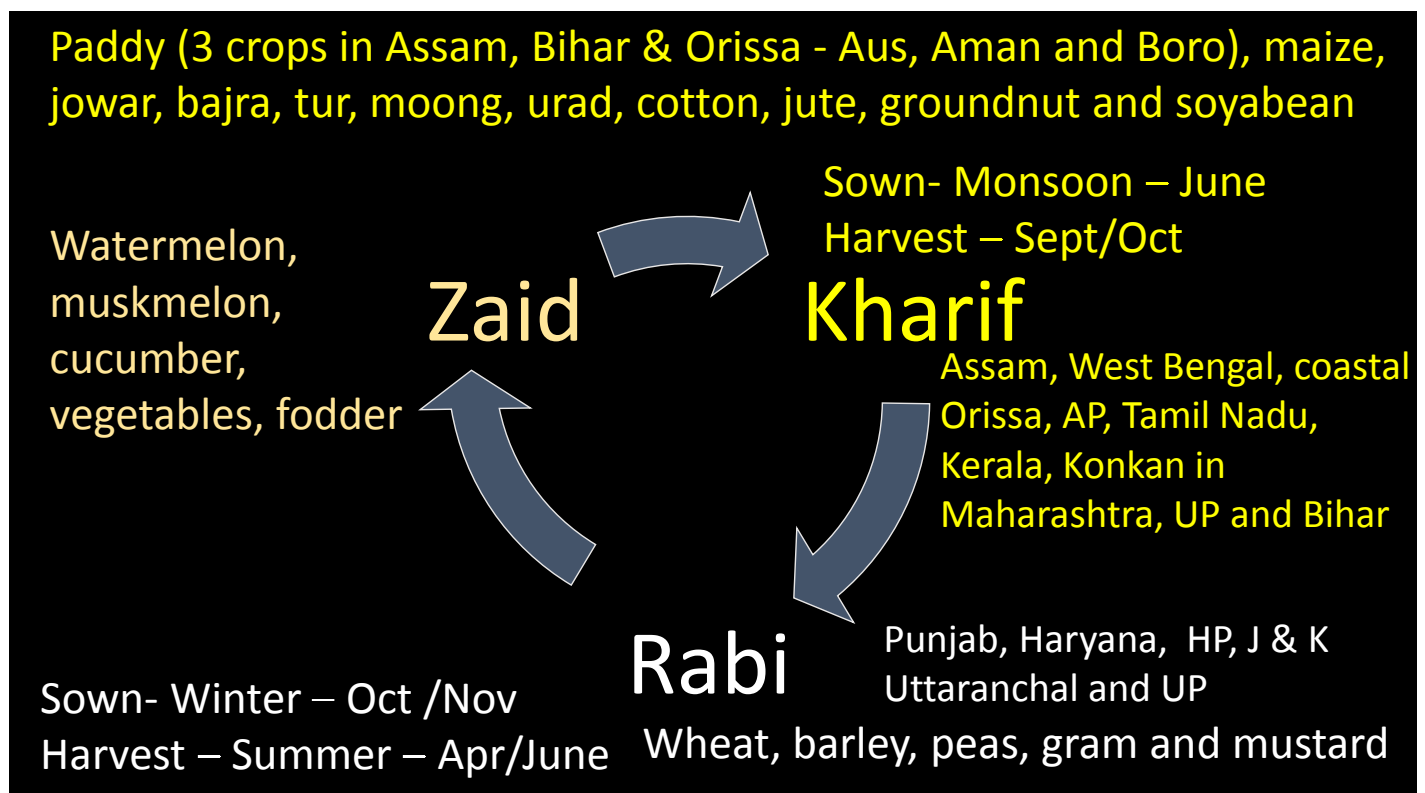 Paddy (3 crops in Assam, Bihar & Orissa - Aus, Aman and Boro), maize,
jowar, bajra, tur, moong, urad, cotton, jute, groundnut and soyabean
Sown- Monsoon – June
Harvest – Sept/Oct
Watermelon,
muskmelon,
cucumber,
vegetables, fodder
Zaid
Kharif
Assam, West Bengal, coastal
Orissa, AP, Tamil Nadu,
Kerala, Konkan in
Maharashtra, UP and Bihar
Rabi
Punjab, Haryana, HP, J & K
Uttaranchal and UP
Sown- Winter – Oct /Nov
Harvest – Summer – Apr/June
Wheat, barley, peas, gram and mustard